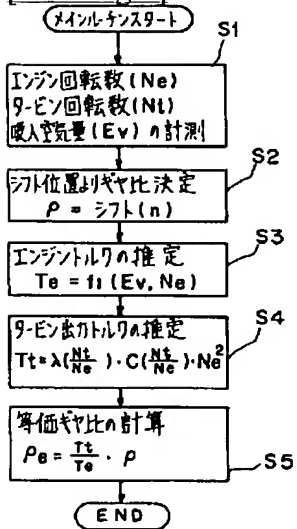 メインルーチンスタート
S1
エンジン回転数(Ne)
タービン回転数(Nt)
吸入空気量(Ev)の計測
S2
シフト位置よりギヤ比決定
ρ = シフト(n)
S3
エンジントルクの推定
Te = f1(Ev, Ne)
S4
タービン出力トルクの推定
Tt=λ(Nt/Ne)・C(Nt/Ne)・Ne²
等価ギヤ比の計算
ρe = Tt/Te・ρ
S5
END